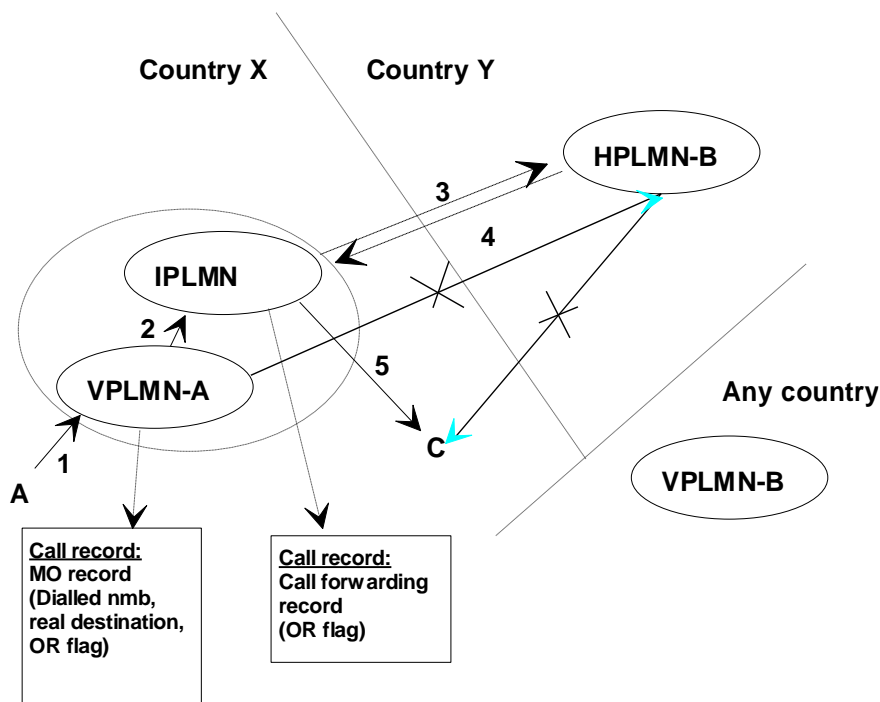 Country X
Country Y
HPLMN-B
3
4
IPLMN
2
5
VPLMN-A
Any country
1
C
VPLMN-B
A
Call record:
MO record
(Dialled nmb,
real destination,
OR flag)
Call record:
Call forwarding
record
(OR flag)